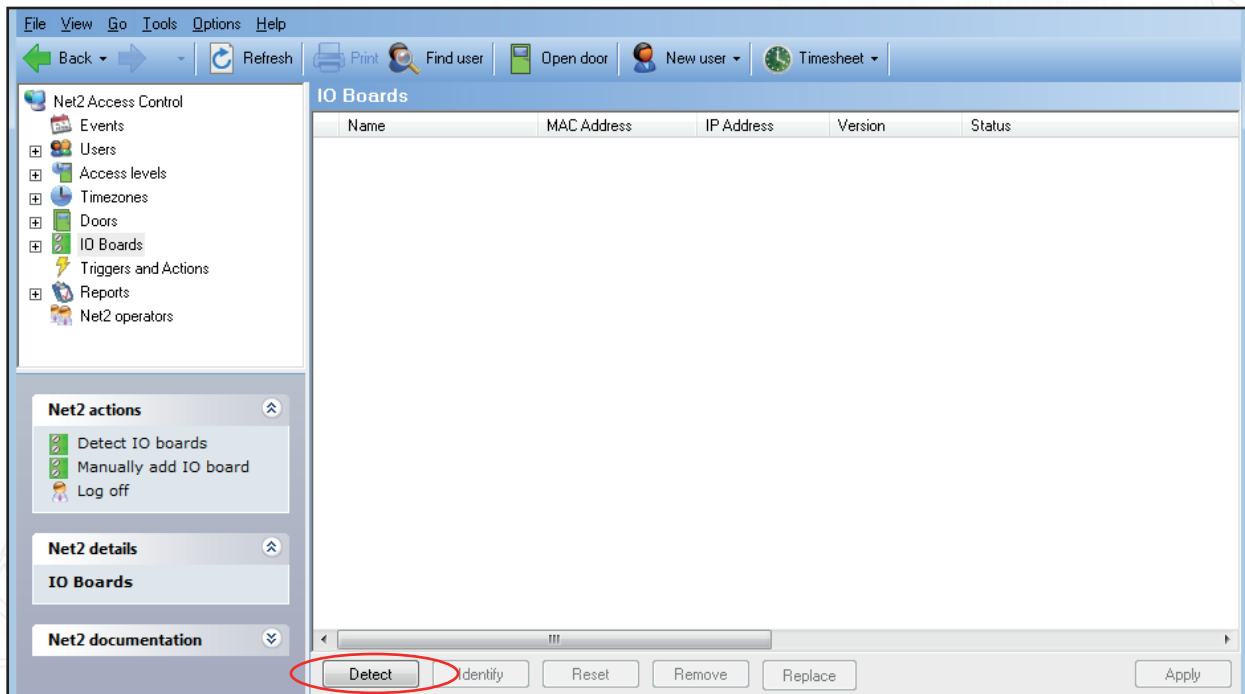 File View Go Tools Options Help
Back Refresh Print Find user Open door New user Timesheet
Net2 Access Control
Events
Users
Access levels
Timezones
Doors
IO Boards
Triggers and Actions
Reports
Net2 operators
Net2 actions
Detect IO boards
Manually add IO board
Log off
Net2 details
IO Boards
Net2 documentation
IO Boards
Name MAC Address IP Address Version Status
Detect Identify Reset Remove Replace Apply